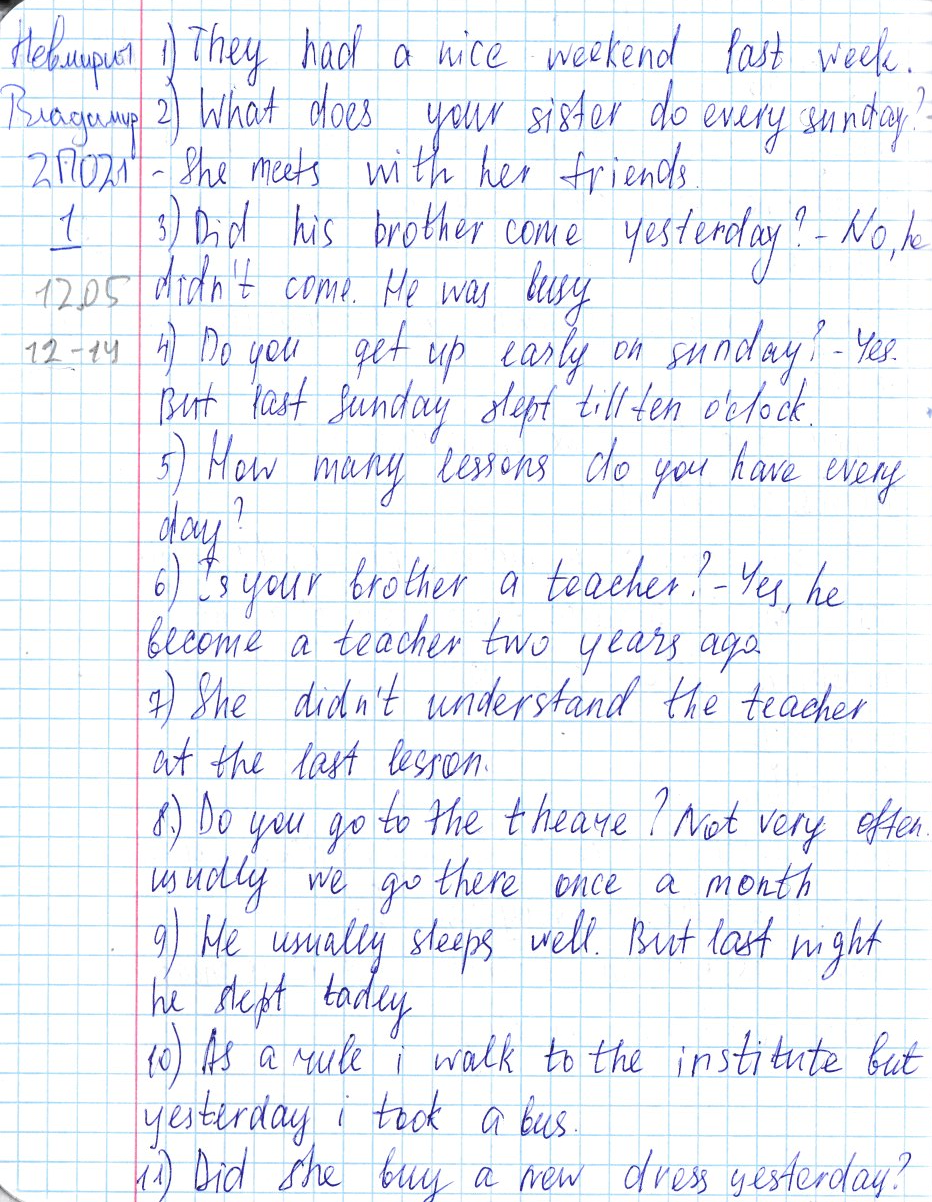 Невмирич
Владимир
2П021
1
12.05
12-14
1) They had a nice weekend last week.
2) What does your sister do every sunday?
- She meets with her friends.
3) Did his brother come yesterday? - No, he
didn't come. He was busy
4) Do you get up early on sunday? - Yes.
But last Sunday slept till ten o'clock.
5) How many lessons do you have every
day?
6) Is your brother a teacher? - Yes, he
become a teacher two years ago
7) She didn't understand the teacher
at the last lesson.
8.) Do you go to the theare? Not very often.
usually we go there once a month
9) He usually sleeps well. But last night
he slept tadey
10) As a rule i walk to the institute but
yesterday i took a bus.
11) Did she buy a new dress yesterday?